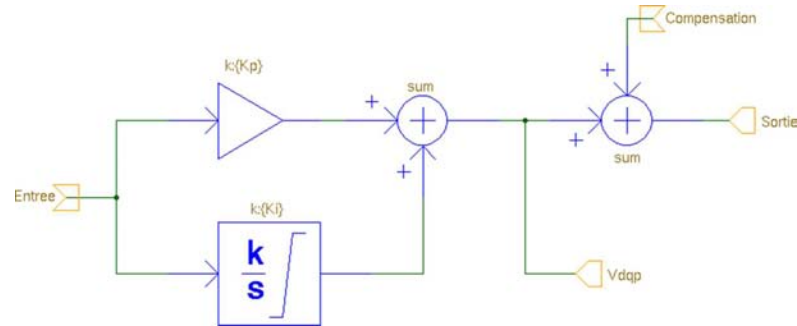 Compensation
k:{Kp}
sum
+
+
+
+
Sortie
sum
Entree
k:{Ki}
k
s
Vdqp